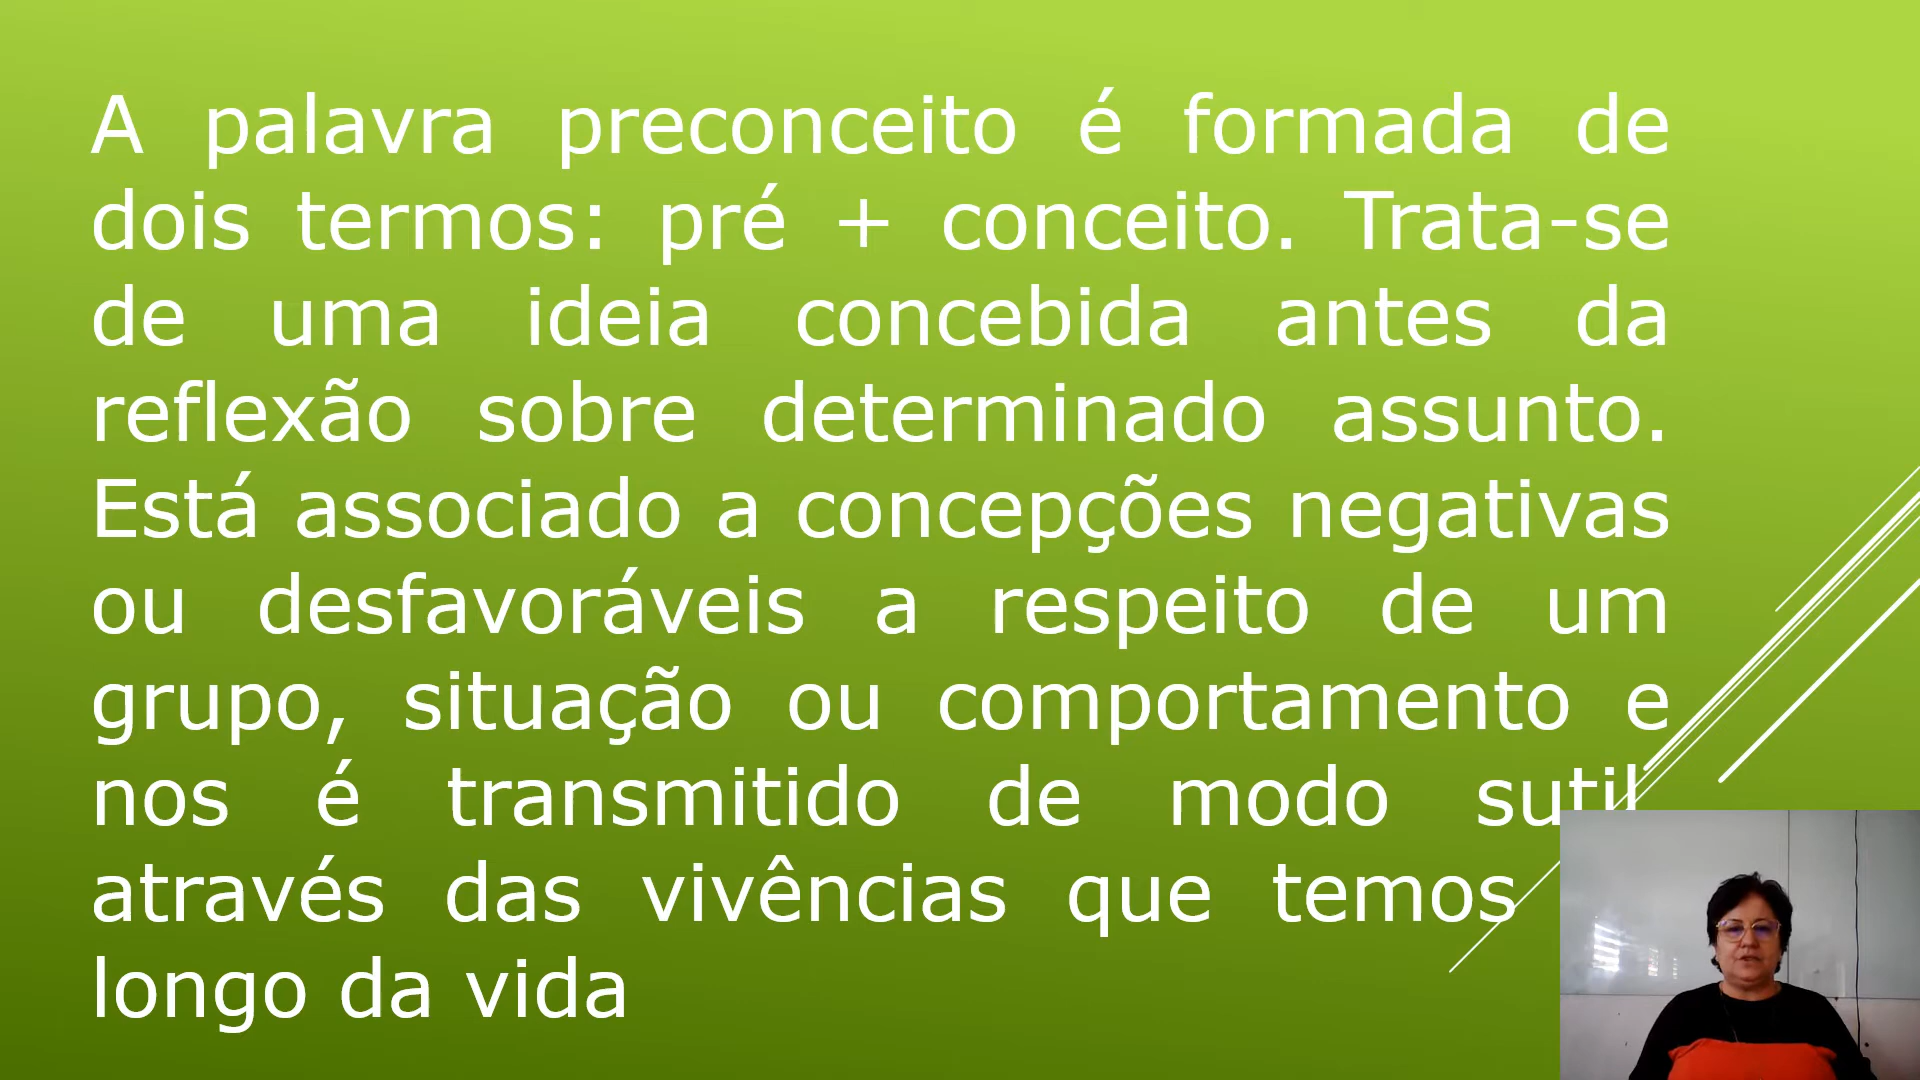 A palavra preconceito é formada de
dois termos: pré + conceito. Trata-se
de uma ideia concebida antes da
reflexão sobre determinado assunto.
Está associado a concepções negativas
ou desfavoráveis a respeito de um
grupo, situação ou comportamento e
nos é transmitido de modo sutil
através das vivências que temos
longo da vida